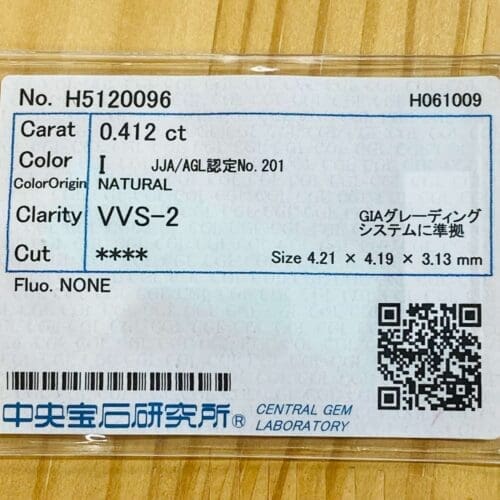 No. H5120096 H061009
Carat 0.412 ct
Color I JJA/AGL認定No.201
ColorOrigin NATURAL
Clarity VVS-2 GIAグレーディング
システムに準拠
Cut **** Size 4.21 × 4.19 × 3.13 mm
Fluo. NONE
中央宝石研究所® CENTRAL GEM
LABORATORY